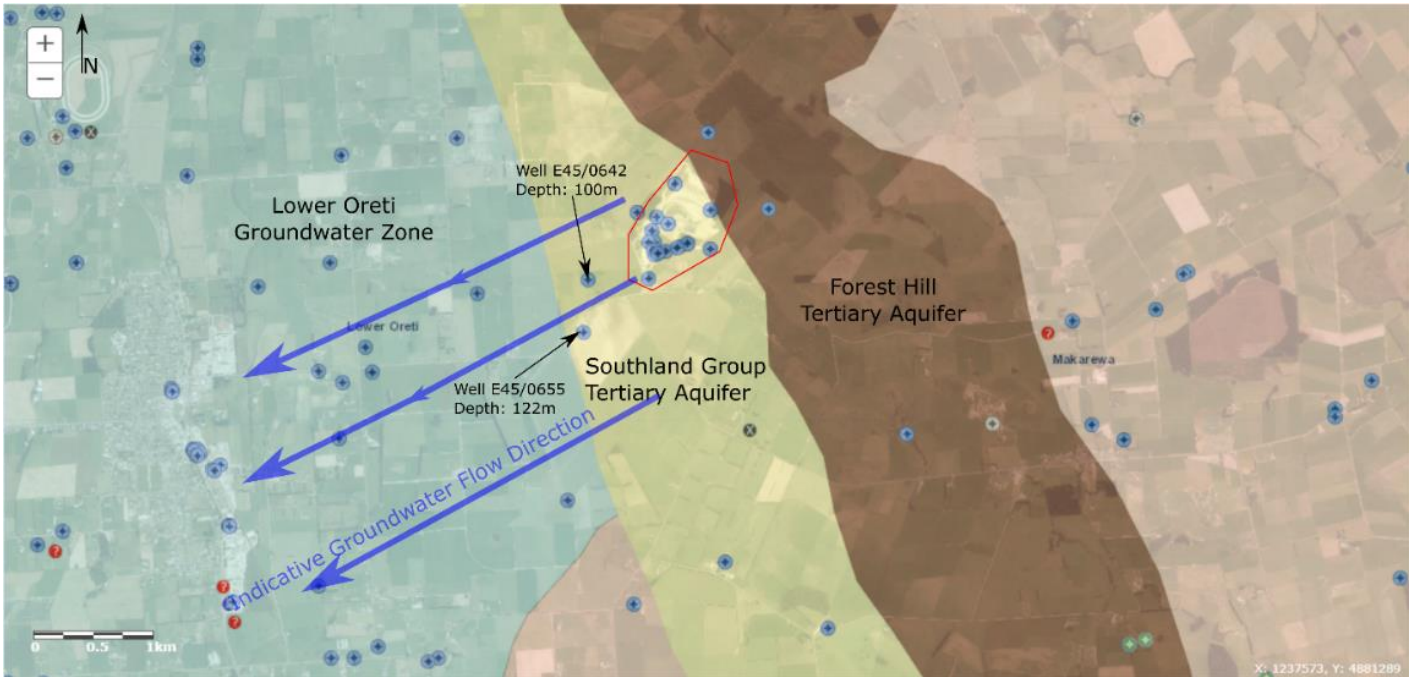 +
−
N
Well E45/0642
Depth: 100m
Lower Oreti
Groundwater Zone
Forest Hill
Tertiary Aquifer
Lower Oreti
Makarewa
Southland Group
Tertiary Aquifer
Well E45/0655
Depth: 122m
Indicative Groundwater Flow Direction
0 0.5 1km
X: 1237573, Y: 4881289